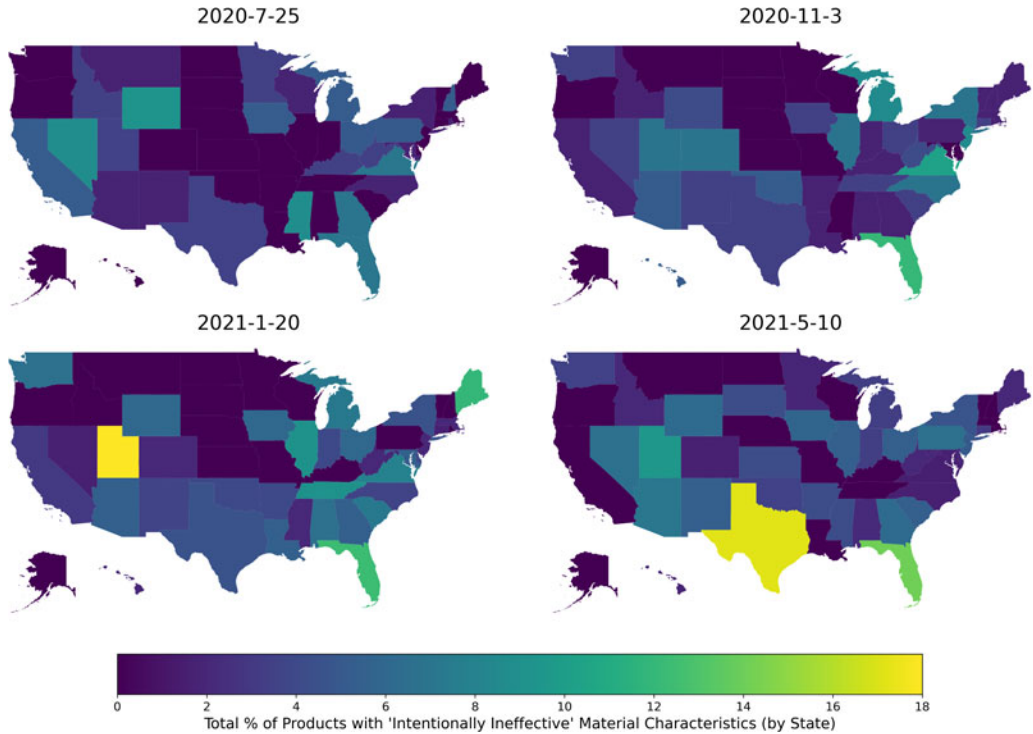 2020-7-25
2020-11-3
2021-1-20
2021-5-10
0 2 4 6 8 10 12 14 16 18
Total % of Products with 'Intentionally Ineffective' Material Characteristics (by State)